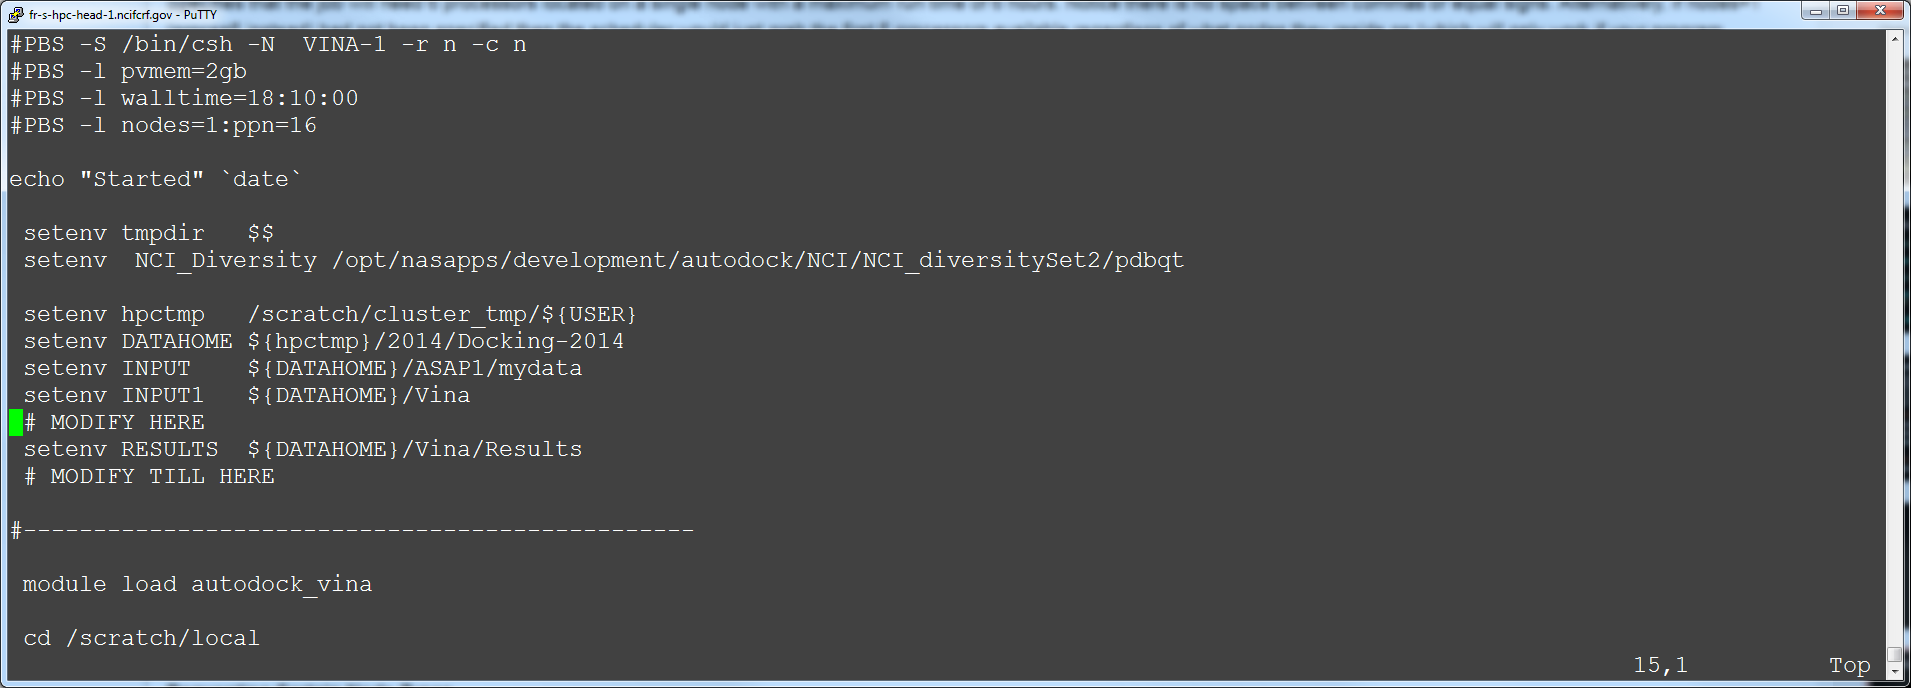 fr-s-hpc-head-1.ncifcrf.gov - PuTTY
#PBS -S /bin/csh -N  VINA-1 -r n -c n
#PBS -l pvmem=2gb
#PBS -l walltime=18:10:00
#PBS -l nodes=1:ppn=16
echo "Started" `date`
setenv tmpdir   $$
setenv  NCI_Diversity /opt/nasapps/development/autodock/NCI/NCI_diversitySet2/pdbqt
setenv hpctmp   /scratch/cluster_tmp/${USER}
setenv DATAHOME ${hpctmp}/2014/Docking-2014
setenv INPUT    ${DATAHOME}/ASAP1/mydata
setenv INPUT1   ${DATAHOME}/Vina
# MODIFY HERE
setenv RESULTS  ${DATAHOME}/Vina/Results
# MODIFY TILL HERE
#------------------------------------------------
module load autodock_vina
cd /scratch/local
15,1 Top